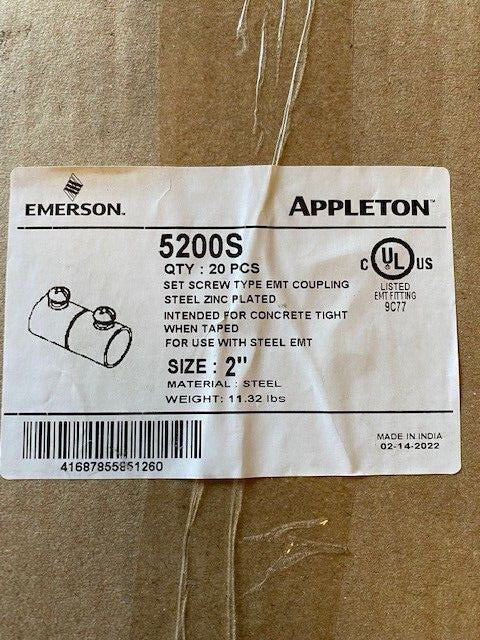 EMERSON™
APPLETON™
5200S
QTY : 20 PCS
SET SCREW TYPE EMT COUPLING
STEEL ZINC PLATED
INTENDED FOR CONCRETE TIGHT
WHEN TAPED
FOR USE WITH STEEL EMT
SIZE : 2"
MATERIAL : STEEL
WEIGHT: 11.32 lbs
C UL US
LISTED
EMT FITTING
9C77
MADE IN INDIA
02-14-2022
41687855851260